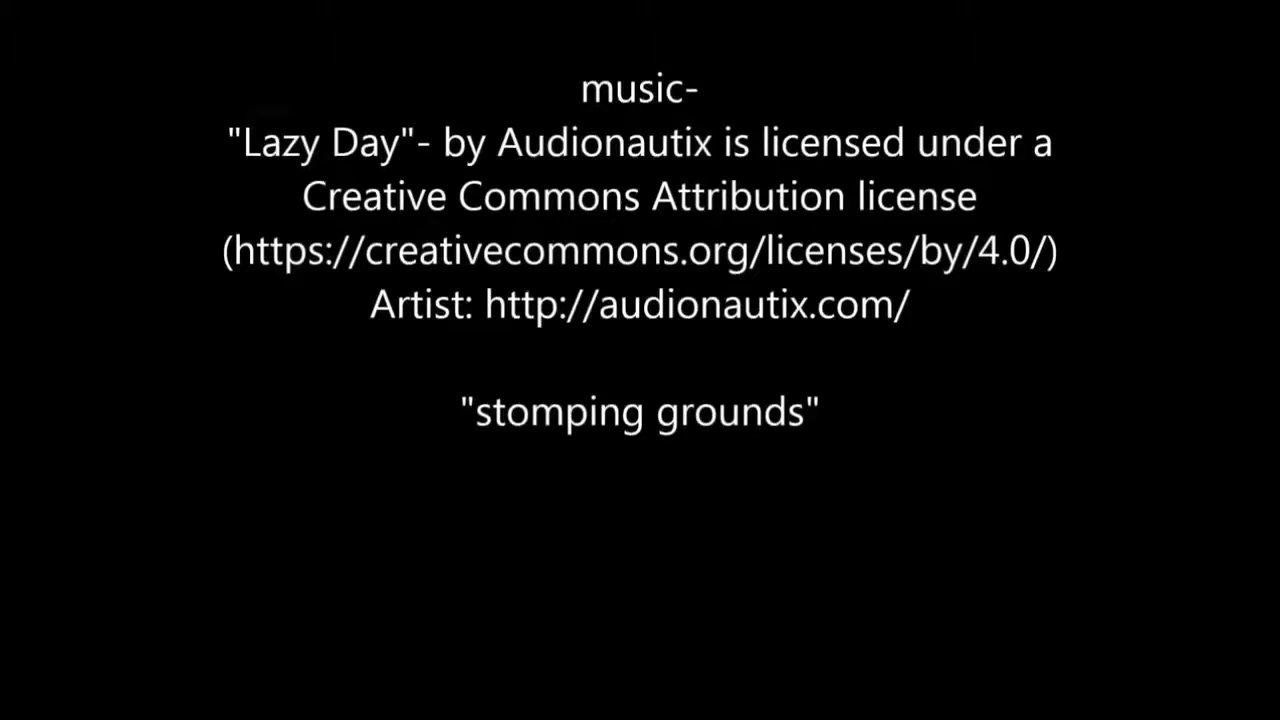 music-
"Lazy Day"- by Audionautix is licensed under a
Creative Commons Attribution license
(https://creativecommons.org/licenses/by/4.0/)
Artist: http://audionautix.com/
"stomping grounds"